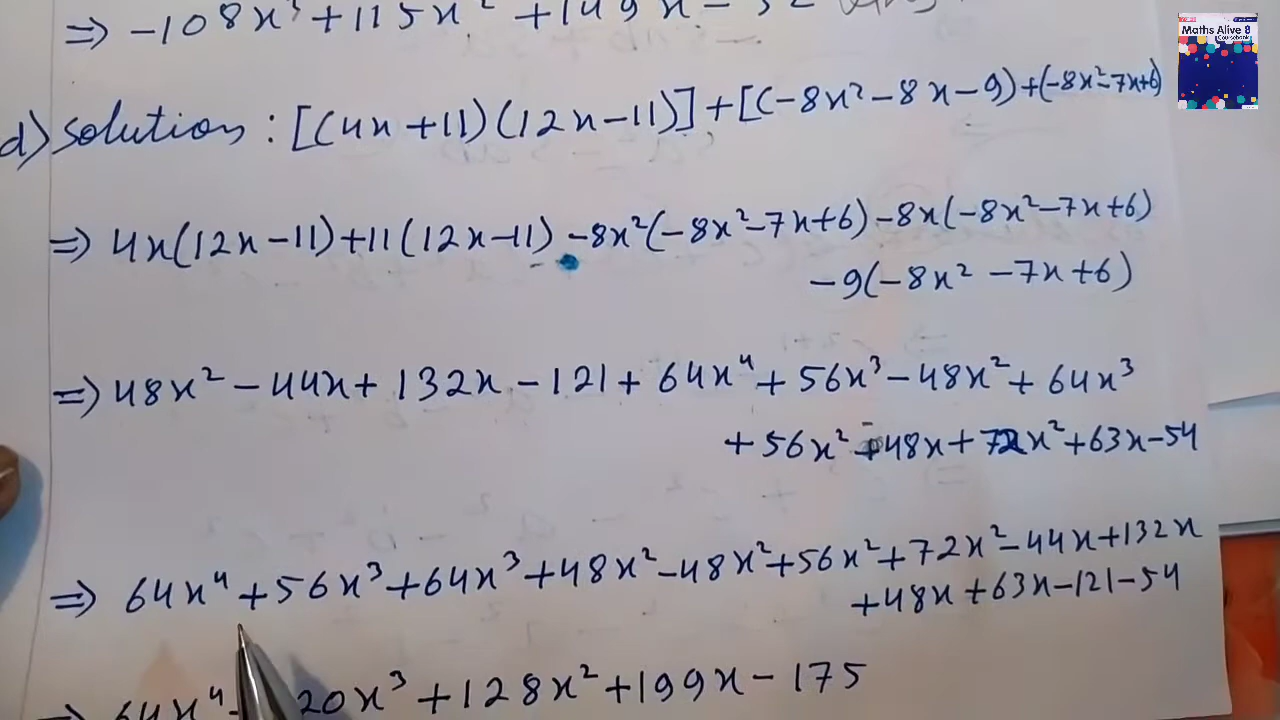 ⇒ -108x³ + 115x² + 149x - 52
Maths Alive 8
Coursebook
d) Solution : [(4x+11)(12x-11)] + [(-8x²-8x-9)+(-8x²-7x+6)
⇒ 4x(12x-11)+11(12x-11) -8x²(-8x²-7x+6)-8x(-8x²-7x+6)
-9(-8x²-7x+6)
⇒ 48x² - 44x + 132x - 121 + 64x⁴ + 56x³ - 48x² + 64x³
+56x² -48x + 72x² + 63x - 54
⇒ 64x⁴ + 56x³ + 64x³ + 48x² - 48x² + 56x² + 72x² - 44x + 132x
+48x + 63x - 121 - 54
⇒ 64x⁴ 20x³ + 128x² + 199x - 175